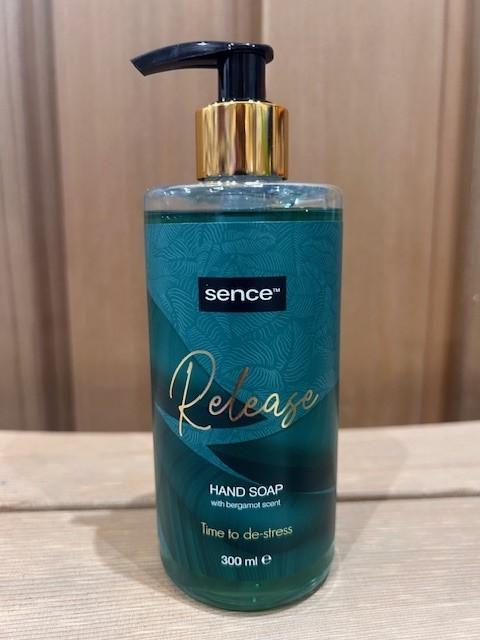 sence™
Release
HAND SOAP
with bergamot scent
Time to de-stress
300 ml ℮